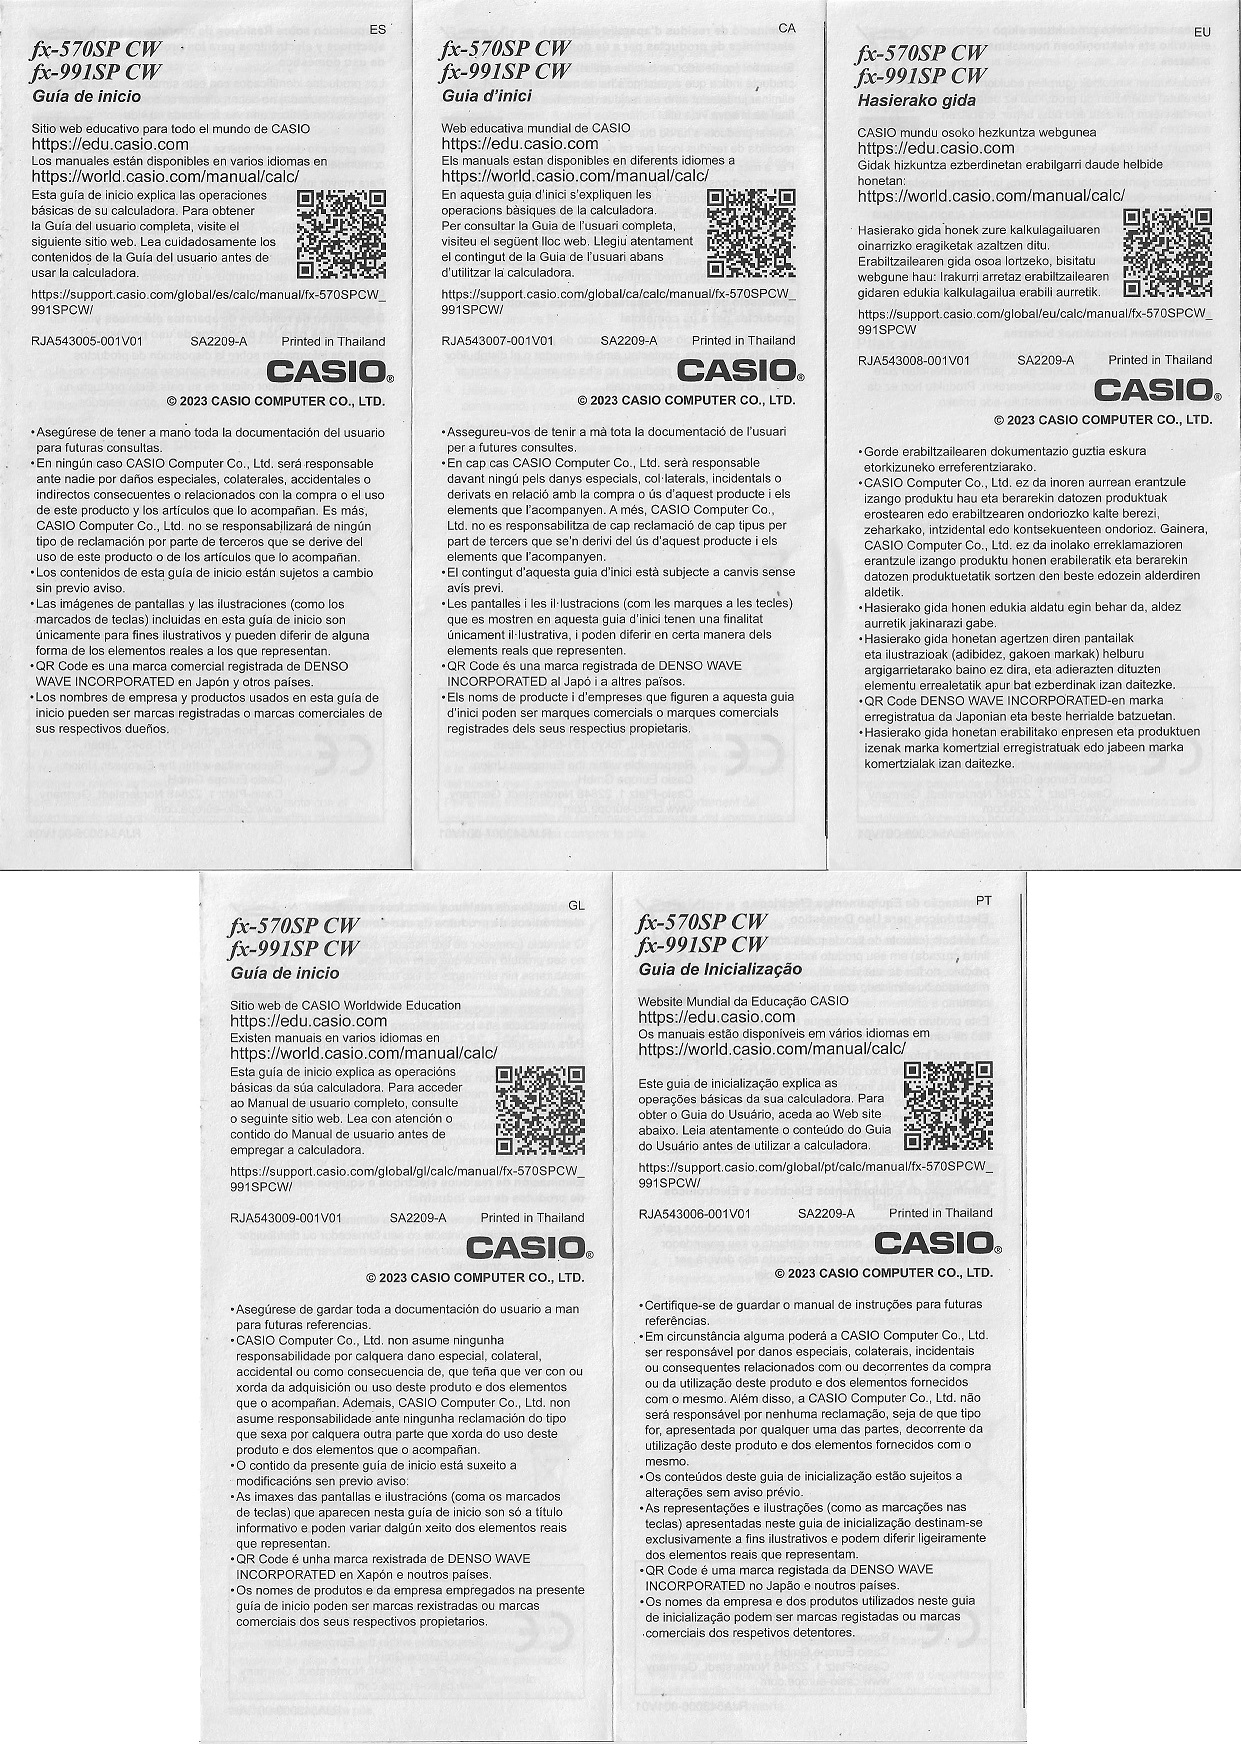 ES
fx-570SP CW
fx-991SP CW
Guía de inicio
Sitio web educativo para todo el mundo de CASIO
https://edu.casio.com
Los manuales están disponibles en varios idiomas en
https://world.casio.com/manual/calc/
Esta guía de inicio explica las operaciones
básicas de su calculadora. Para obtener
la Guía del usuario completa, visite el
siguiente sitio web. Lea cuidadosamente los
contenidos de la Guía del usuario antes de
usar la calculadora.
https://support.casio.com/global/es/calc/manual/fx-570SPCW_
991SPCW/
RJA543005-001V01 SA2209-A Printed in Thailand
CASIO®
© 2023 CASIO COMPUTER CO., LTD.
•Asegúrese de tener a mano toda la documentación del usuario
para futuras consultas.
•En ningún caso CASIO Computer Co., Ltd. será responsable
ante nadie por daños especiales, colaterales, accidentales o
indirectos consecuentes o relacionados con la compra o el uso
de este producto y los artículos que lo acompañan. Es más,
CASIO Computer Co., Ltd. no se responsabilizará de ningún
tipo de reclamación por parte de terceros que se derive del
uso de este producto o de los artículos que lo acompañan.
•Los contenidos de esta guía de inicio están sujetos a cambio
sin previo aviso.
•Las imágenes de pantallas y las ilustraciones (como los
marcados de teclas) incluidas en esta guía de inicio son
únicamente para fines ilustrativos y pueden diferir de alguna
forma de los elementos reales a los que representan.
•QR Code es una marca comercial registrada de DENSO
WAVE INCORPORATED en Japón y otros países.
•Los nombres de empresa y productos usados en esta guía de
inicio pueden ser marcas registradas o marcas comerciales de
sus respectivos dueños.
CA
fx-570SP CW
fx-991SP CW
Guia d'inici
Web educativa mundial de CASIO
https://edu.casio.com
Els manuals estan disponibles en diferents idiomes a
https://world.casio.com/manual/calc/
En aquesta guia d'inici s'expliquen les
operacions bàsiques de la calculadora.
Per consultar la Guia de l'usuari completa,
visiteu el següent lloc web. Llegiu atentament
el contingut de la Guia de l'usuari abans
d'utilitzar la calculadora.
https://support.casio.com/global/ca/calc/manual/fx-570SPCW_
991SPCW/
RJA543007-001V01 SA2209-A Printed in Thailand
CASIO®
© 2023 CASIO COMPUTER CO., LTD.
•Assegureu-vos de tenir a mà tota la documentació de l'usuari
per a futures consultes.
•En cap cas CASIO Computer Co., Ltd. serà responsable
davant ningú pels danys especials, col·laterals, incidentals o
derivats en relació amb la compra o ús d'aquest producte i els
elements que l'acompanyen. A més, CASIO Computer Co.,
Ltd. no es responsabilitza de cap reclamació de cap tipus per
part de tercers que se'n derivi del ús d'aquest producte i els
elements que l'acompanyen.
•El contingut d'aquesta guia d'inici està subjecte a canvis sense
avís previ.
•Les pantalles i les il·lustracions (com les marques a les tecles)
que es mostren en aquesta guia d'inici tenen una finalitat
únicament il·lustrativa, i poden diferir en certa manera dels
elements reals que representen.
•QR Code és una marca registrada de DENSO WAVE
INCORPORATED al Japó i a altres països.
•Els noms de producte i d'empreses que figuren a aquesta guia
d'inici poden ser marques comercials o marques comercials
registrades dels seus respectius propietaris.
EU
fx-570SP CW
fx-991SP CW
Hasierako gida
CASIO mundu osoko hezkuntza webgunea
https://edu.casio.com
Gidak hizkuntza ezberdinetan erabilgarri daude helbide
honetan:
https://world.casio.com/manual/calc/
Hasierako gida honek zure kalkulagailuaren
oinarrizko eragiketak azaltzen ditu.
Erabiltzailearen gida osoa lortzeko, bisitatu
webgune hau: Irakurri arretaz erabiltzailearen
gidaren edukia kalkulagailua erabili aurretik.
https://support.casio.com/global/eu/calc/manual/fx-570SPCW_
991SPCW
RJA543008-001V01 SA2209-A Printed in Thailand
CASIO®
© 2023 CASIO COMPUTER CO., LTD.
•Gorde erabiltzailearen dokumentazio guztia eskura
etorkizuneko erreferentziarako.
•CASIO Computer Co., Ltd. ez da inoren aurrean erantzule
izango produktu hau eta berarekin datozen produktuak
erostearen edo erabiltzearen ondoriozko kalte berezi,
zeharkako, intzidental edo kontsekuenteen ondorioz. Gainera,
CASIO Computer Co., Ltd. ez da inolako erreklamazioren
erantzule izango produktu honen erabileratik eta berarekin
datozen produktuetatik sortzen den beste edozein alderdiren
aldetik.
•Hasierako gida honen edukia aldatu egin behar da, aldez
aurretik jakinarazi gabe.
•Hasierako gida honetan agertzen diren pantailak
eta ilustrazioak (adibidez, gakoen markak) helburu
argigarrietarako baino ez dira, eta adierazten dituzten
elementu errealetatik apur bat ezberdinak izan daitezke.
•QR Code DENSO WAVE INCORPORATED-en marka
erregistratua da Japonian eta beste herrialde batzuetan.
•Hasierako gida honetan erabilitako enpresen eta produktuen
izenak marka komertzial erregistratuak edo jabeen marka
komertzialak izan daitezke.
GL
fx-570SP CW
fx-991SP CW
Guía de inicio
Sitio web de CASIO Worldwide Education
https://edu.casio.com
Existen manuais en varios idiomas en
https://world.casio.com/manual/calc/
Esta guía de inicio explica as operacións
básicas da súa calculadora. Para acceder
ao Manual de usuario completo, consulte
o seguinte sitio web. Lea con atención o
contido do Manual de usuario antes de
empregar a calculadora.
https://support.casio.com/global/gl/calc/manual/fx-570SPCW_
991SPCW/
RJA543009-001V01 SA2209-A Printed in Thailand
CASIO®
© 2023 CASIO COMPUTER CO., LTD.
•Asegúrese de gardar toda a documentación do usuario a man
para futuras referencias.
•CASIO Computer Co., Ltd. non asume ningunha
responsabilidade por calquera dano especial, colateral,
accidental ou como consecuencia de, que teña que ver con ou
xorda da adquisición ou uso deste produto e dos elementos
que o acompañan. Ademais, CASIO Computer Co., Ltd. non
asume responsabilidade ante ningunha reclamación do tipo
que sexa por calquera outra parte que xorda do uso deste
produto e dos elementos que o acompañan.
•O contido da presente guía de inicio está suxeito a
modificacións sen previo aviso.
•As imaxes das pantallas e ilustracións (coma os marcados
de teclas) que aparecen nesta guía de inicio son só a título
informativo e poden variar dalgún xeito dos elementos reais
que representan.
•QR Code é unha marca rexistrada de DENSO WAVE
INCORPORATED en Xapón e noutros países.
•Os nomes de produtos e da empresa empregados na presente
guía de inicio poden ser marcas rexistradas ou marcas
comerciais dos seus respectivos propietarios.
PT
fx-570SP CW
fx-991SP CW
Guia de Inicialização
Website Mundial da Educação CASIO
https://edu.casio.com
Os manuais estão disponíveis em vários idiomas em
https://world.casio.com/manual/calc/
Este guia de inicialização explica as
operações básicas da sua calculadora. Para
obter o Guia do Usuário, aceda ao Web site
abaixo. Leia atentamente o conteúdo do Guia
do Usuário antes de utilizar a calculadora.
https://support.casio.com/global/pt/calc/manual/fx-570SPCW_
991SPCW/
RJA543006-001V01 SA2209-A Printed in Thailand
CASIO®
© 2023 CASIO COMPUTER CO., LTD.
•Certifique-se de guardar o manual de instruções para futuras
referências.
•Em circunstância alguma poderá a CASIO Computer Co., Ltd.
ser responsável por danos especiais, colaterais, incidentais
ou consequentes relacionados com ou decorrentes da compra
ou da utilização deste produto e dos elementos fornecidos
com o mesmo. Além disso, a CASIO Computer Co., Ltd. não
será responsável por nenhuma reclamação, seja de que tipo
for, apresentada por qualquer uma das partes, decorrente da
utilização deste produto e dos elementos fornecidos com o
mesmo.
•Os conteúdos deste guia de inicialização estão sujeitos a
alterações sem aviso prévio.
•As representações e ilustrações (como as marcações nas
teclas) apresentadas neste guia de inicialização destinam-se
exclusivamente a fins ilustrativos e podem diferir ligeiramente
dos elementos reais que representam.
•QR Code é uma marca registada da DENSO WAVE
INCORPORATED no Japão e noutros países.
•Os nomes da empresa e dos produtos utilizados neste guia
de inicialização podem ser marcas registadas ou marcas
comerciais dos respetivos detentores.